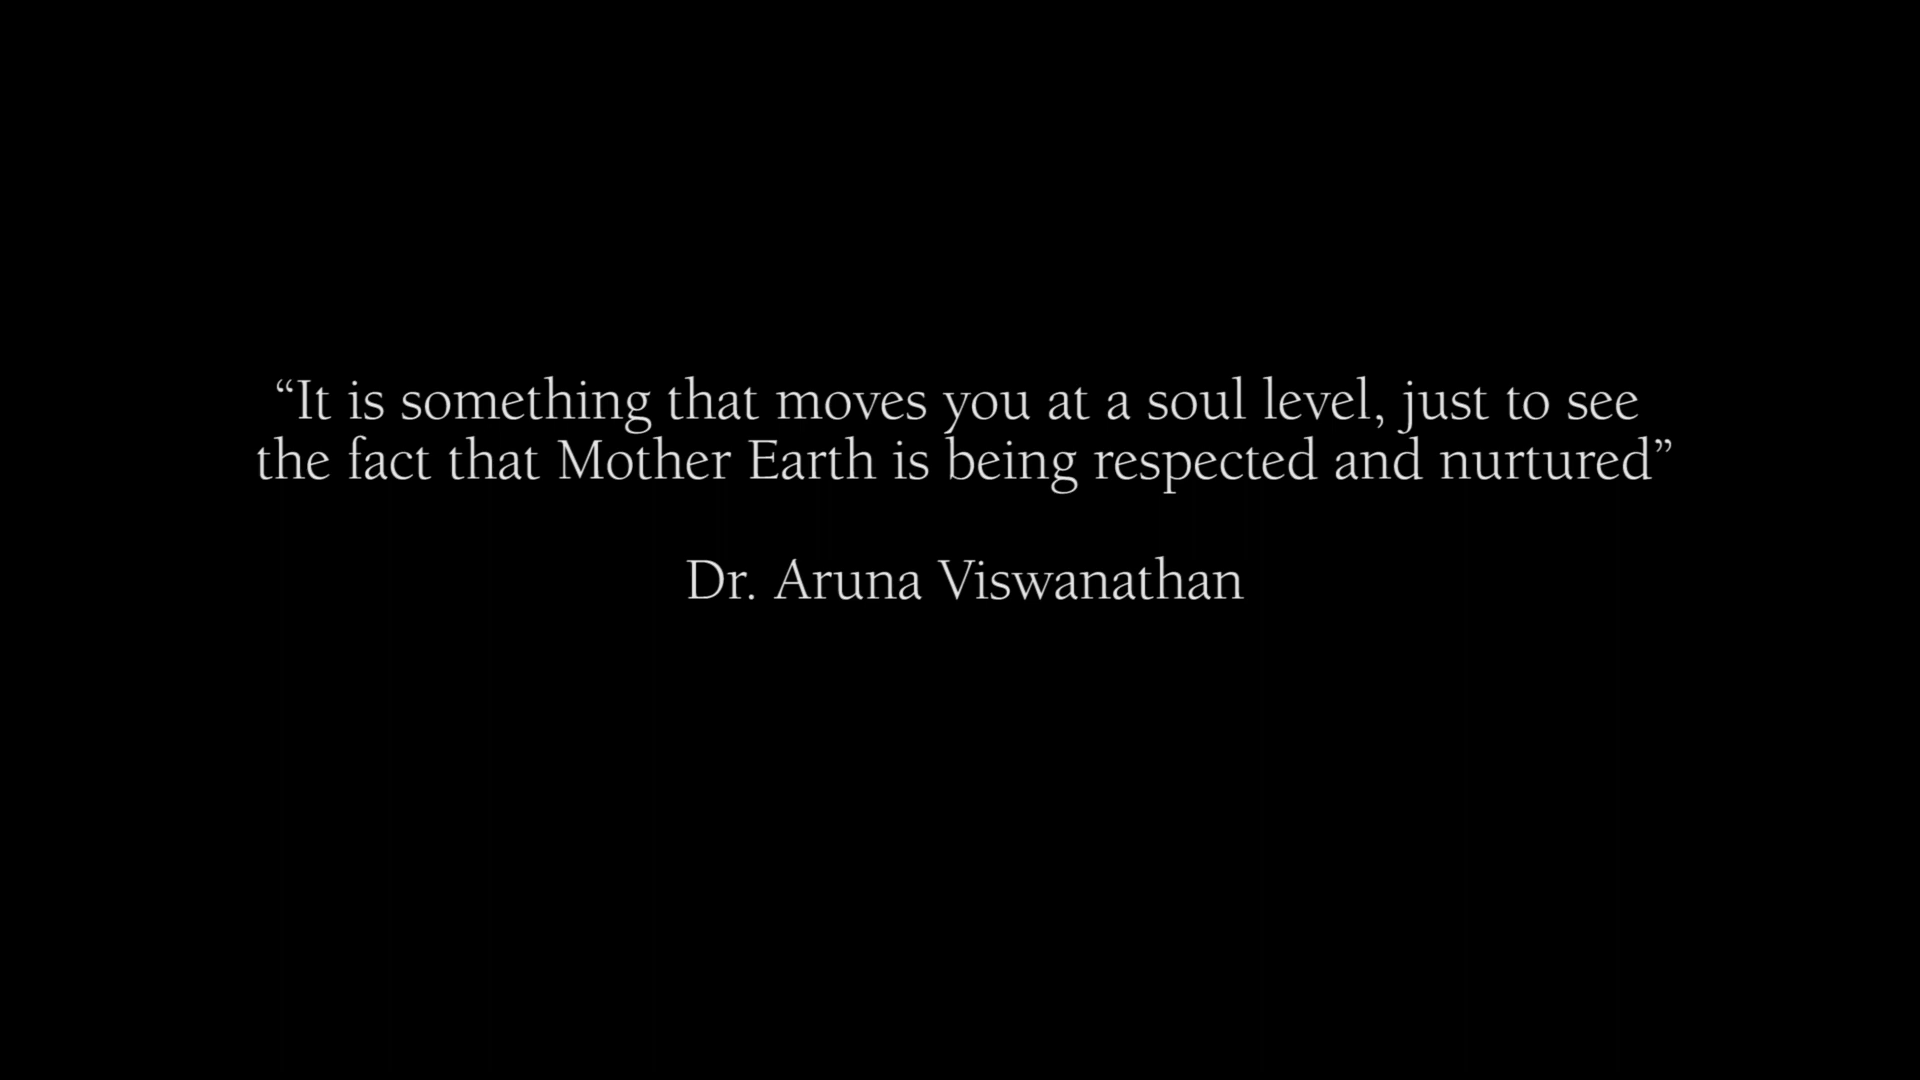 “It is something that moves you at a soul level, just to see
the fact that Mother Earth is being respected and nurtured”
Dr. Aruna Viswanathan